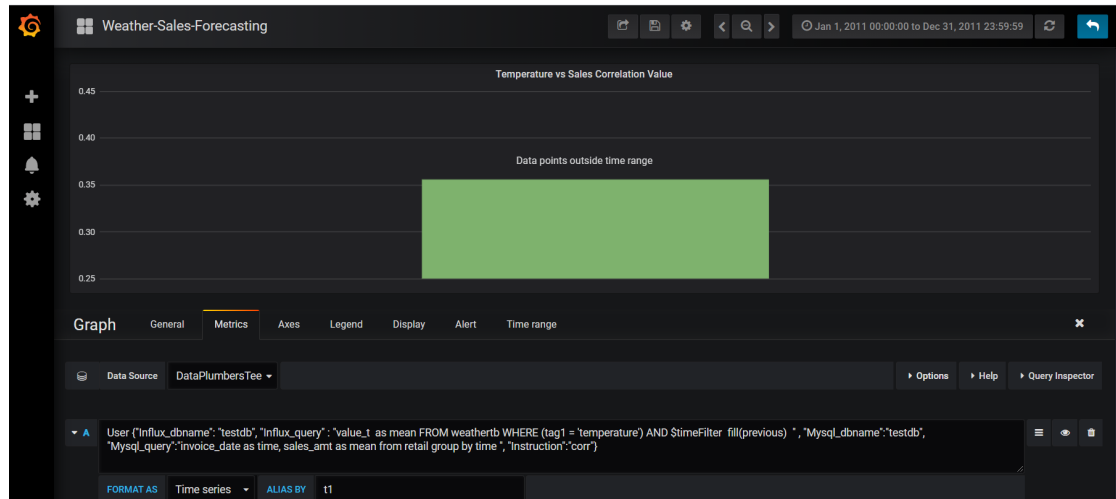 Weather-Sales-Forecasting
Jan 1, 2011 00:00:00 to Dec 31, 2011 23:59:59
Temperature vs Sales Correlation Value
0.45
0.40
Data points outside time range
0.35
0.30
0.25
Graph General Metrics Axes Legend Display Alert Time range
Data Source DataPlumbersTee Options Help Query Inspector
A User {"Influx_dbname": "testdb", "Influx_query" : "value_t as mean FROM weathertb WHERE (tag1 = 'temperature') AND $timeFilter fill(previous) " , "Mysql_dbname":"testdb",
"Mysql_query":"invoice_date as time, sales_amt as mean from retail group by time ", "Instruction":"corr"}
FORMAT AS Time series ALIAS BY t1